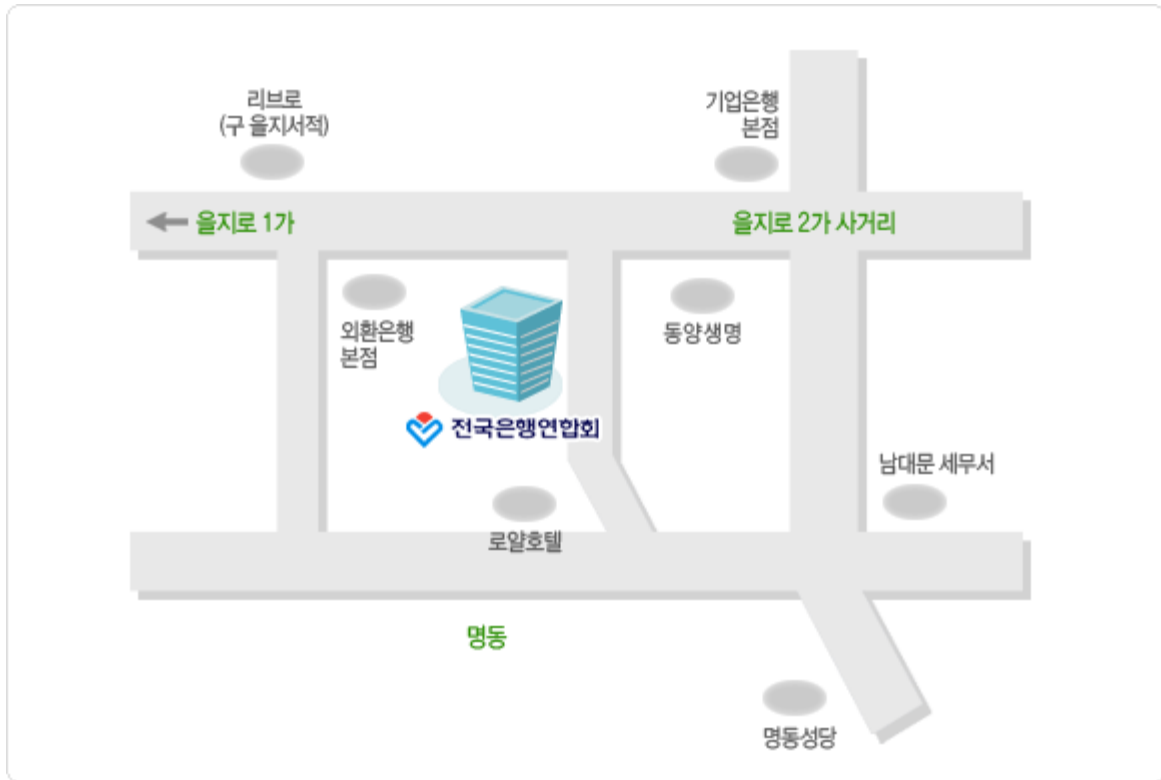 리브로
(구 을지서적)
기업은행
본점
을지로 1가
을지로 2가 사거리
외환은행
본점
동양생명
전국은행연합회
남대문 세무서
로얄호텔
명동
명동성당